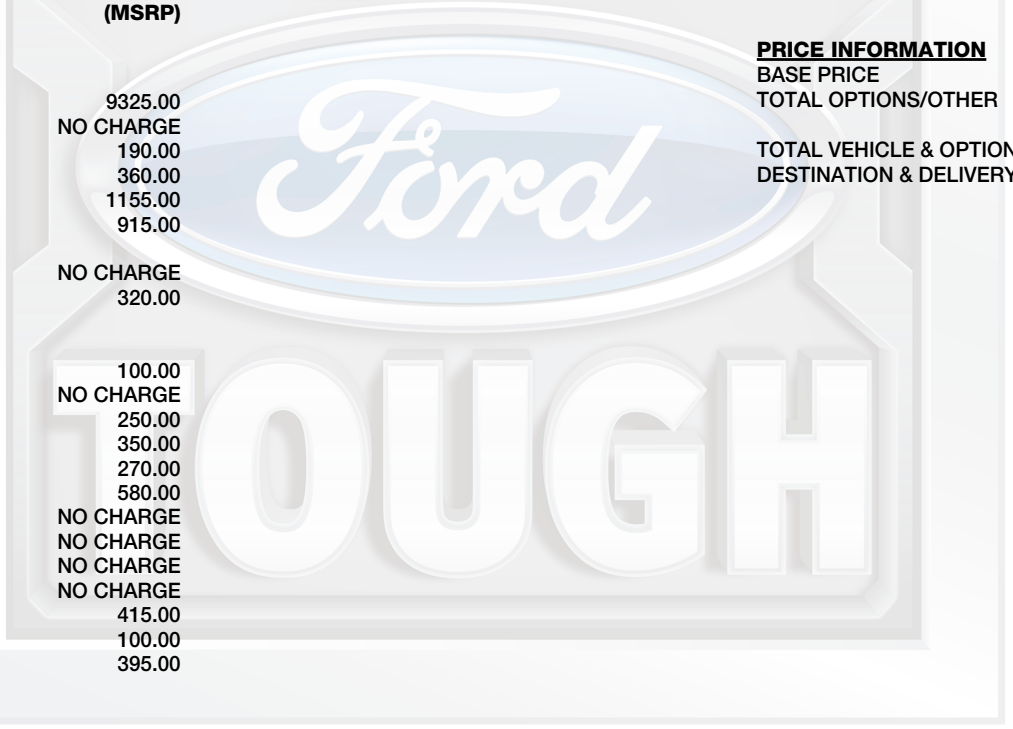 (MSRP)
9325.00
NO CHARGE
190.00
360.00
1155.00
915.00
NO CHARGE
320.00
100.00
NO CHARGE
250.00
350.00
270.00
580.00
NO CHARGE
NO CHARGE
NO CHARGE
NO CHARGE
415.00
100.00
395.00
PRICE INFORMATION
BASE PRICE
TOTAL OPTIONS/OTHER
TOTAL VEHICLE & OPTION
DESTINATION & DELIVERY
Ford
TOUGH